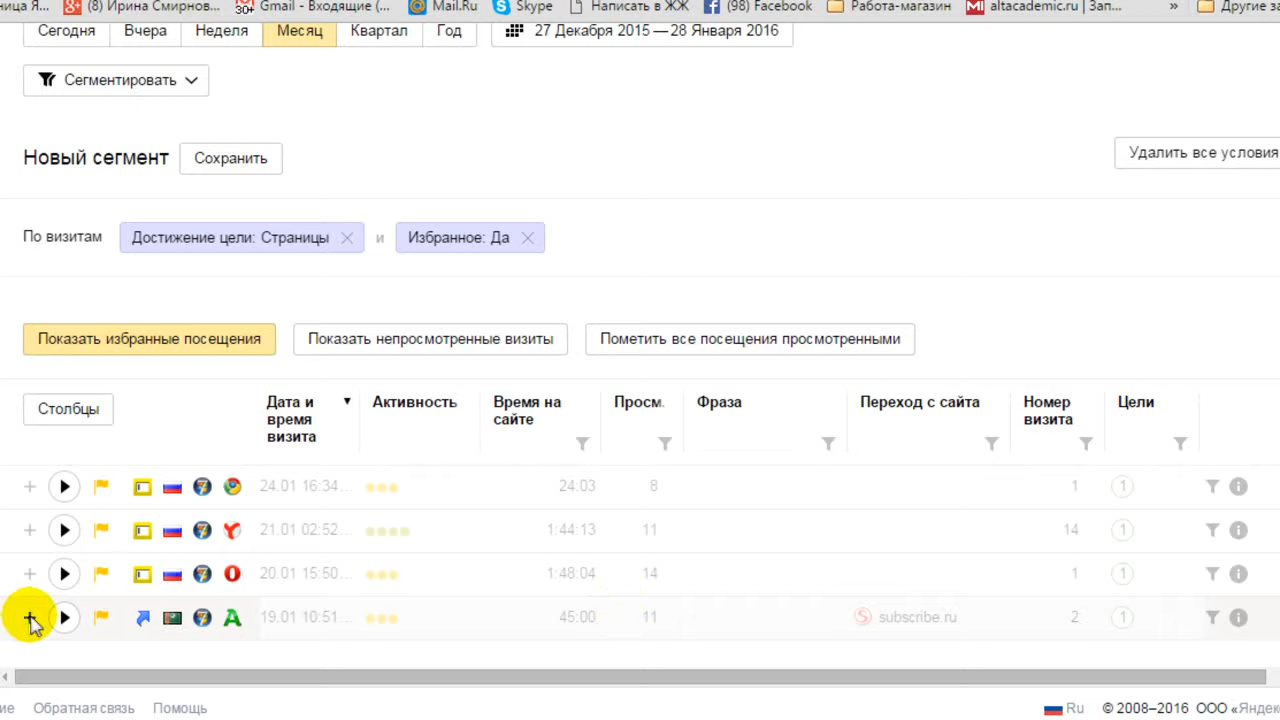 ница Я... (8) Ирина Смирнов... 30+ Gmail - Входящие (... Mail.Ru Skype Написать в ЖЖ (98) Facebook Работа-магазин altacademic.ru | Зап... » Другие за
Сегодня Вчера Неделя Месяц Квартал Год 27 Декабря 2015 — 28 Января 2016
Сегментировать
Новый сегмент Сохранить Удалить все условия
По визитам Достижение цели: Страницы и Избранное: Да
Показать избранные посещения Показать непросмотренные визиты Пометить все посещения просмотренными
Столбцы Дата и время визита Активность Время на сайте Просм. Фраза Переход с сайта Номер визита Цели
24.01 16:34... 24:03 8 1 1
21.01 02:52... 1:44:13 11 14 1
20.01 15:50... 1:48:04 14 1 1
19.01 10:51... 45:00 11 subscribe.ru 2 1
ие Обратная связь Помощь Ru © 2008–2016 ООО «Яндек